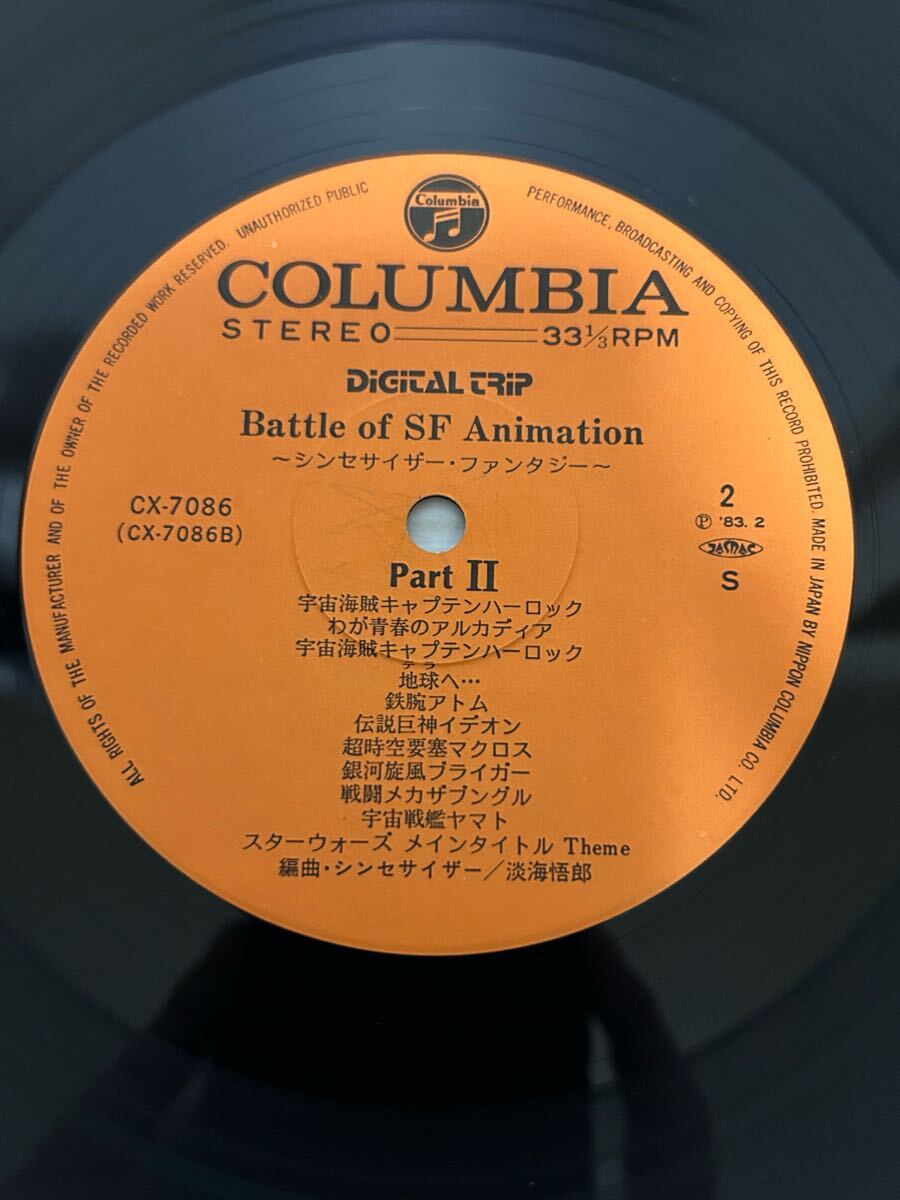 ALL RIGHTS OF THE MANUFACTURER AND OF THE OWNER OF THE RECORDED WORK RESERVED. UNAUTHORIZED PUBLIC PERFORMANCE, BROADCASTING AND COPYING OF THIS RECORD PROHIBITED. MADE IN JAPAN BY NIPPON COLUMBIA CO. LTD.
Columbia
COLUMBIA
STEREO 33⅓RPM
DIGITAL TRIP
Battle of SF Animation
〜シンセサイザー・ファンタジー〜
CX-7086
(CX-7086B)
2
Ⓟ '83. 2
JASRAC
S
Part II
宇宙海賊キャプテンハーロック
わが青春のアルカディア
宇宙海賊キャプテンハーロック
テラ
地球へ…
鉄腕アトム
伝説巨神イデオン
超時空要塞マクロス
銀河旋風ブライガー
戦闘メカザブングル
宇宙戦艦ヤマト
スターウォーズ メインタイトル Theme
編曲・シンセサイザー/淡海悟郎